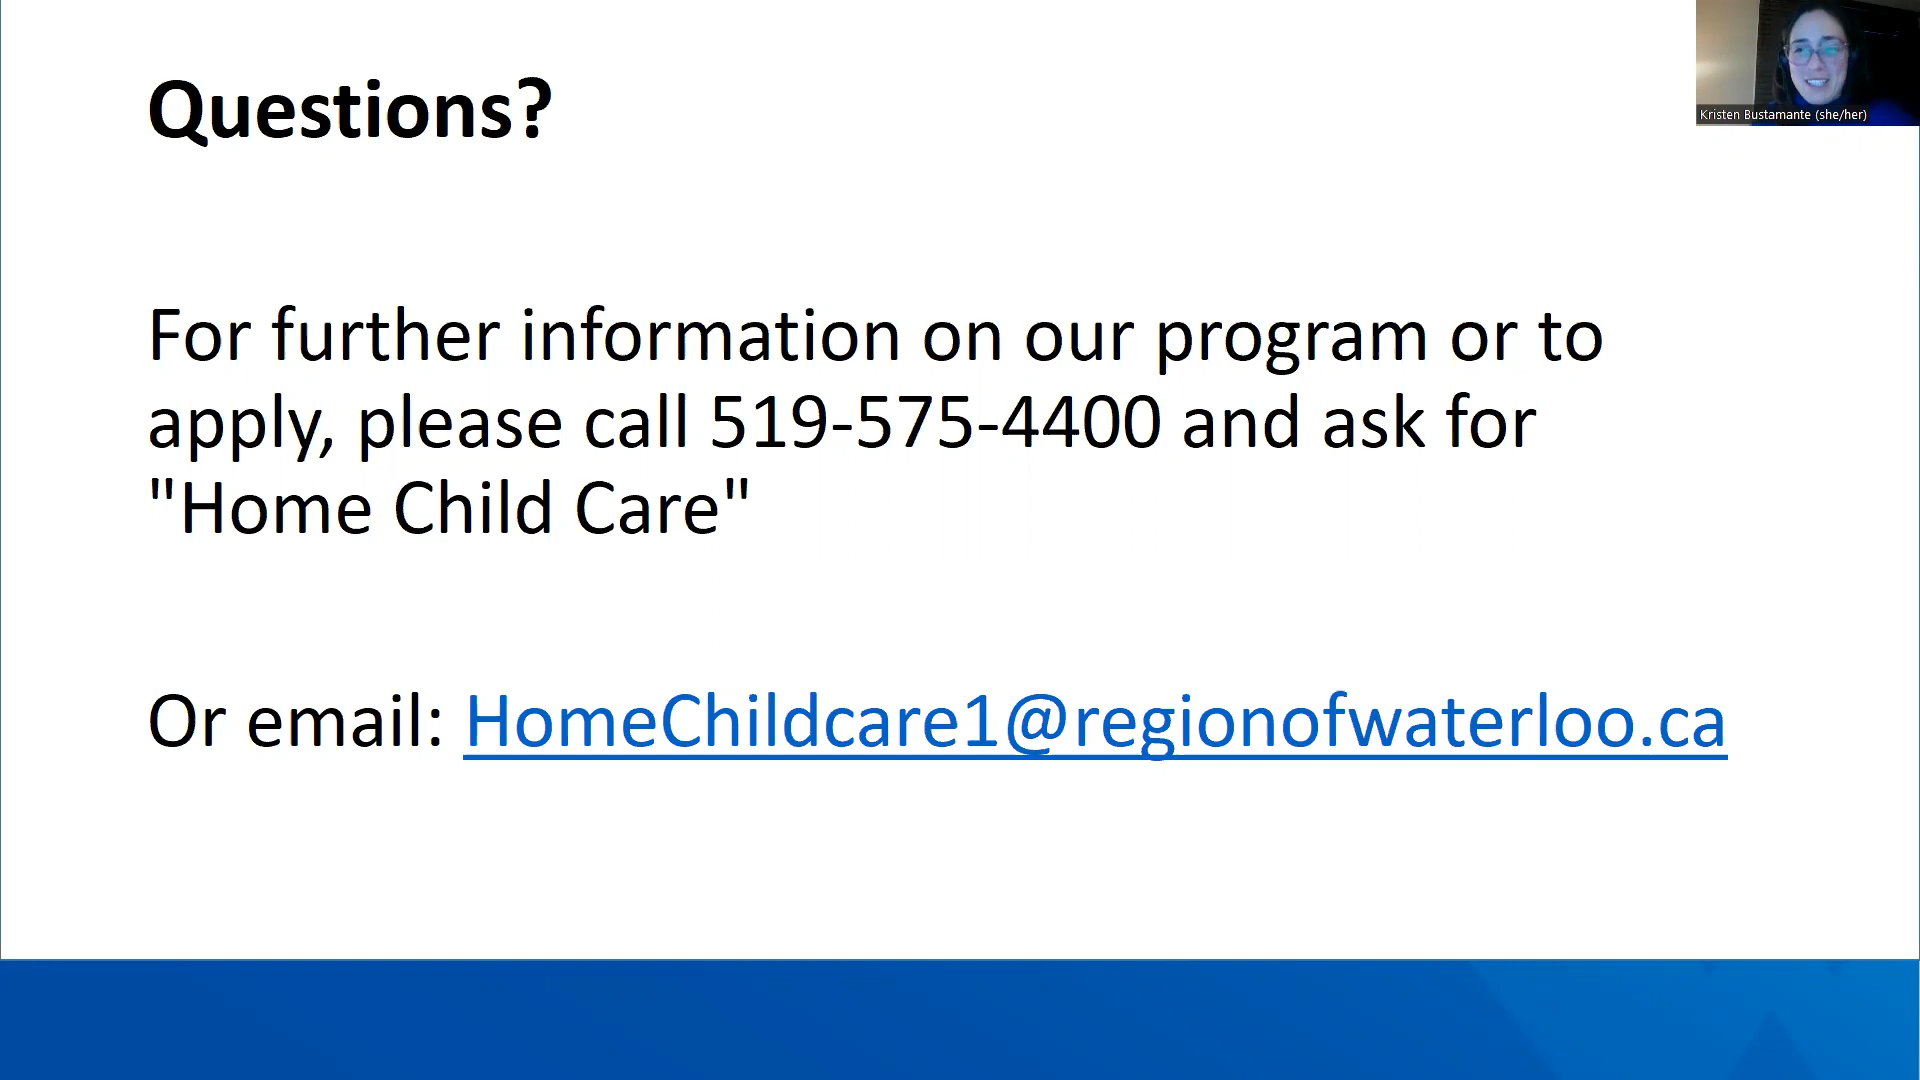 Questions?
Kristen Bustamante (she/her)
For further information on our program or to
apply, please call 519-575-4400 and ask for
"Home Child Care"
Or email: HomeChildcare1@regionofwaterloo.ca